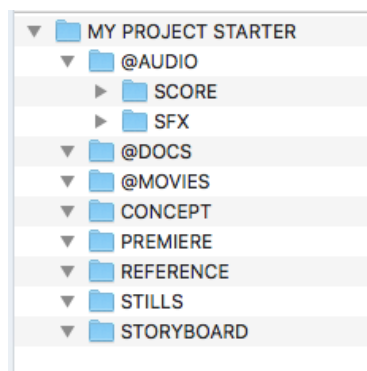 MY PROJECT STARTER
@AUDIO
SCORE
SFX
@DOCS
@MOVIES
CONCEPT
PREMIERE
REFERENCE
STILLS
STORYBOARD